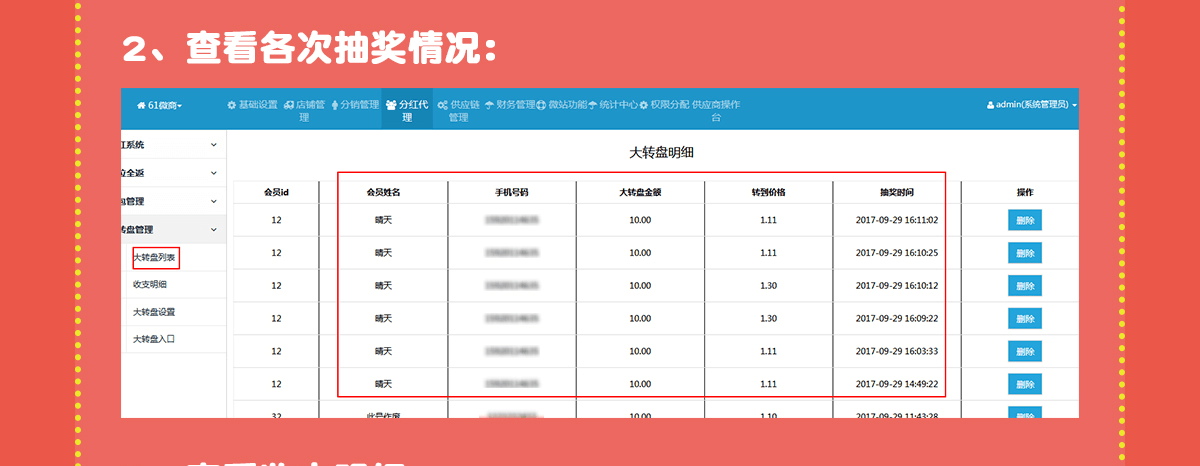 2、查看各次抽奖情况:
61微商 基础设置 店铺管理 分销管理 分红代理 供应链管理 财务管理 微站功能 统计中心 权限分配 供应商操作台 admin(系统管理员)
红系统
全返
管理
转盘管理
大转盘列表
收支明细
大转盘设置
大转盘入口
大转盘明细
会员id 会员姓名 手机号码 大转盘金额 转到价格 抽奖时间 操作
12 晴天 10.00 1.11 2017-09-29 16:11:02 删除
12 晴天 10.00 1.11 2017-09-29 16:10:25 删除
12 晴天 10.00 1.30 2017-09-29 16:10:12 删除
12 晴天 10.00 1.30 2017-09-29 16:09:22 删除
12 晴天 10.00 1.11 2017-09-29 16:03:33 删除
12 晴天 10.00 1.11 2017-09-29 14:49:22 删除
32 此号作废 10.00 1.10 2017-09-29 11:43:28 删除